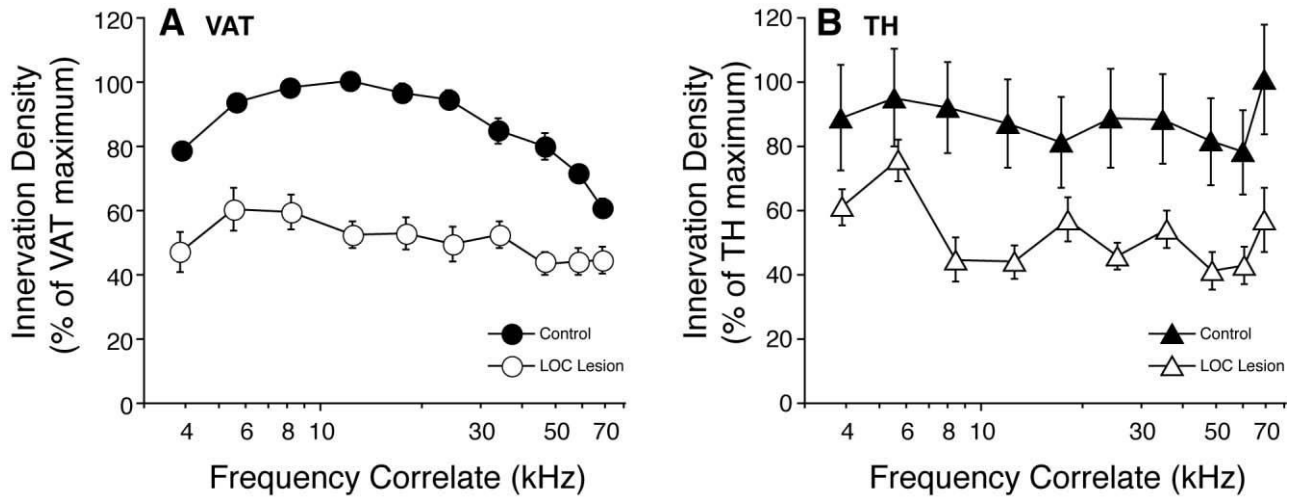 A VAT
Innervation Density
(% of VAT maximum)
120
100
80
60
40
20
0
Control
LOC Lesion
4 6 8 10 30 50 70
Frequency Correlate (kHz)
B TH
Innervation Density
(% of TH maximum)
120
100
80
60
40
20
0
Control
LOC Lesion
4 6 8 10 30 50 70
Frequency Correlate (kHz)